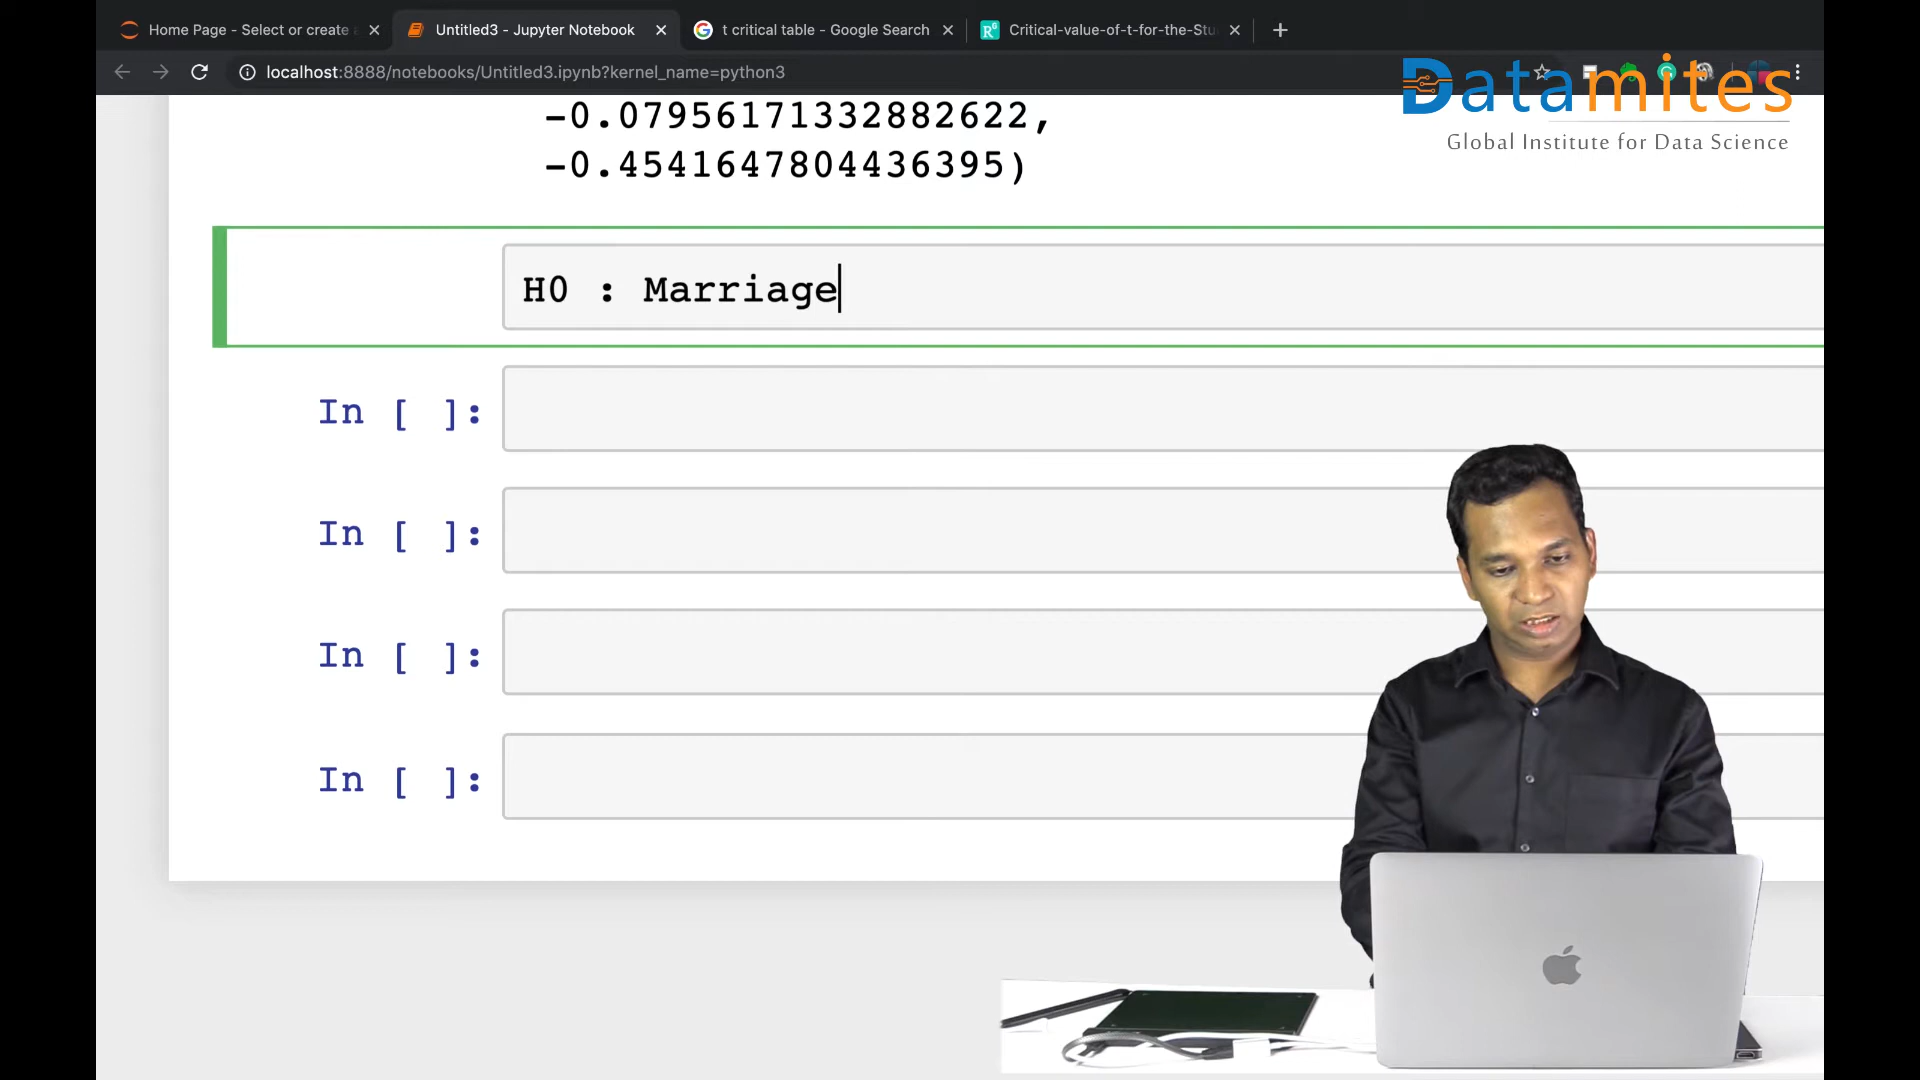 Home Page - Select or create a
Untitled3 - Jupyter Notebook
t critical table - Google Search
Critical-value-of-t-for-the-Stu
localhost:8888/notebooks/Untitled3.ipynb?kernel_name=python3
Datamites
Global Institute for Data Science
-0.07956171332882622,
-0.4541647804436395)
H0 : Marriage
In [ ]:
In [ ]:
In [ ]:
In [ ]: